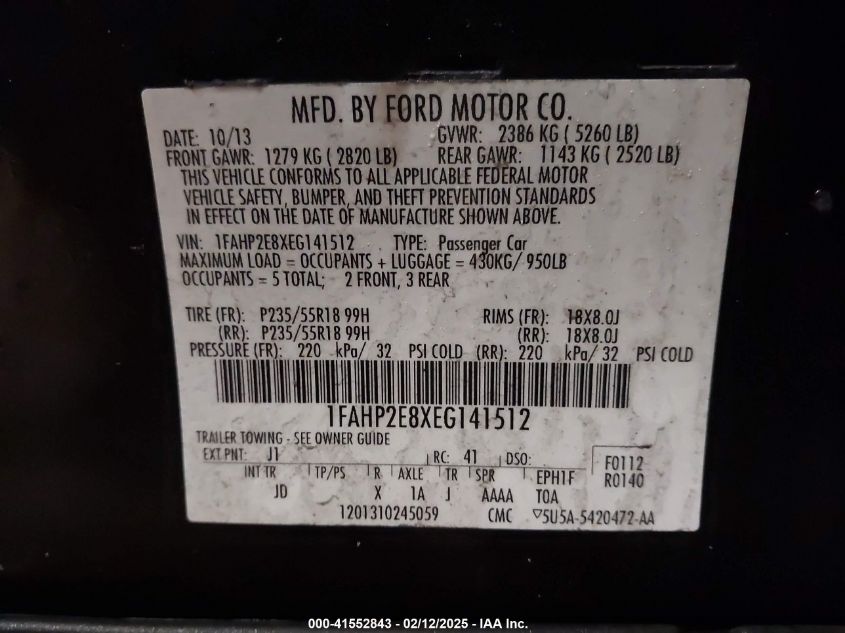 MFD. BY FORD MOTOR CO.
DATE: 10/13 GVWR: 2386 KG ( 5260 LB)
FRONT GAWR: 1279 KG ( 2820 LB) REAR GAWR: 1143 KG ( 2520 LB)
THIS VEHICLE CONFORMS TO ALL APPLICABLE FEDERAL MOTOR
VEHICLE SAFETY, BUMPER, AND THEFT PREVENTION STANDARDS
IN EFFECT ON THE DATE OF MANUFACTURE SHOWN ABOVE.
VIN: 1FAHP2E8XEG141512 TYPE: Passenger Car
MAXIMUM LOAD = OCCUPANTS + LUGGAGE = 430KG/ 950LB
OCCUPANTS = 5 TOTAL; 2 FRONT, 3 REAR
TIRE (FR): P235/55R18 99H RIMS (FR): 18X8.0J
(RR): P235/55R18 99H (RR): 18X8.0J
PRESSURE (FR): 220 kPa/ 32 PSI COLD (RR): 220 kPa/ 32 PSI COLD
1FAHP2E8XEG141512
TRAILER TOWING - SEE OWNER GUIDE
EXT PNT: J1 RC: 41 DSO: F0112
INT TR TP/PS R AXLE TR SPR EPH1F R0140
JD X 1A J AAAA TOA
1201310245059 CMC ▽5U5A-5420472-AA
000-41552843 - 02/12/2025 - IAA Inc.